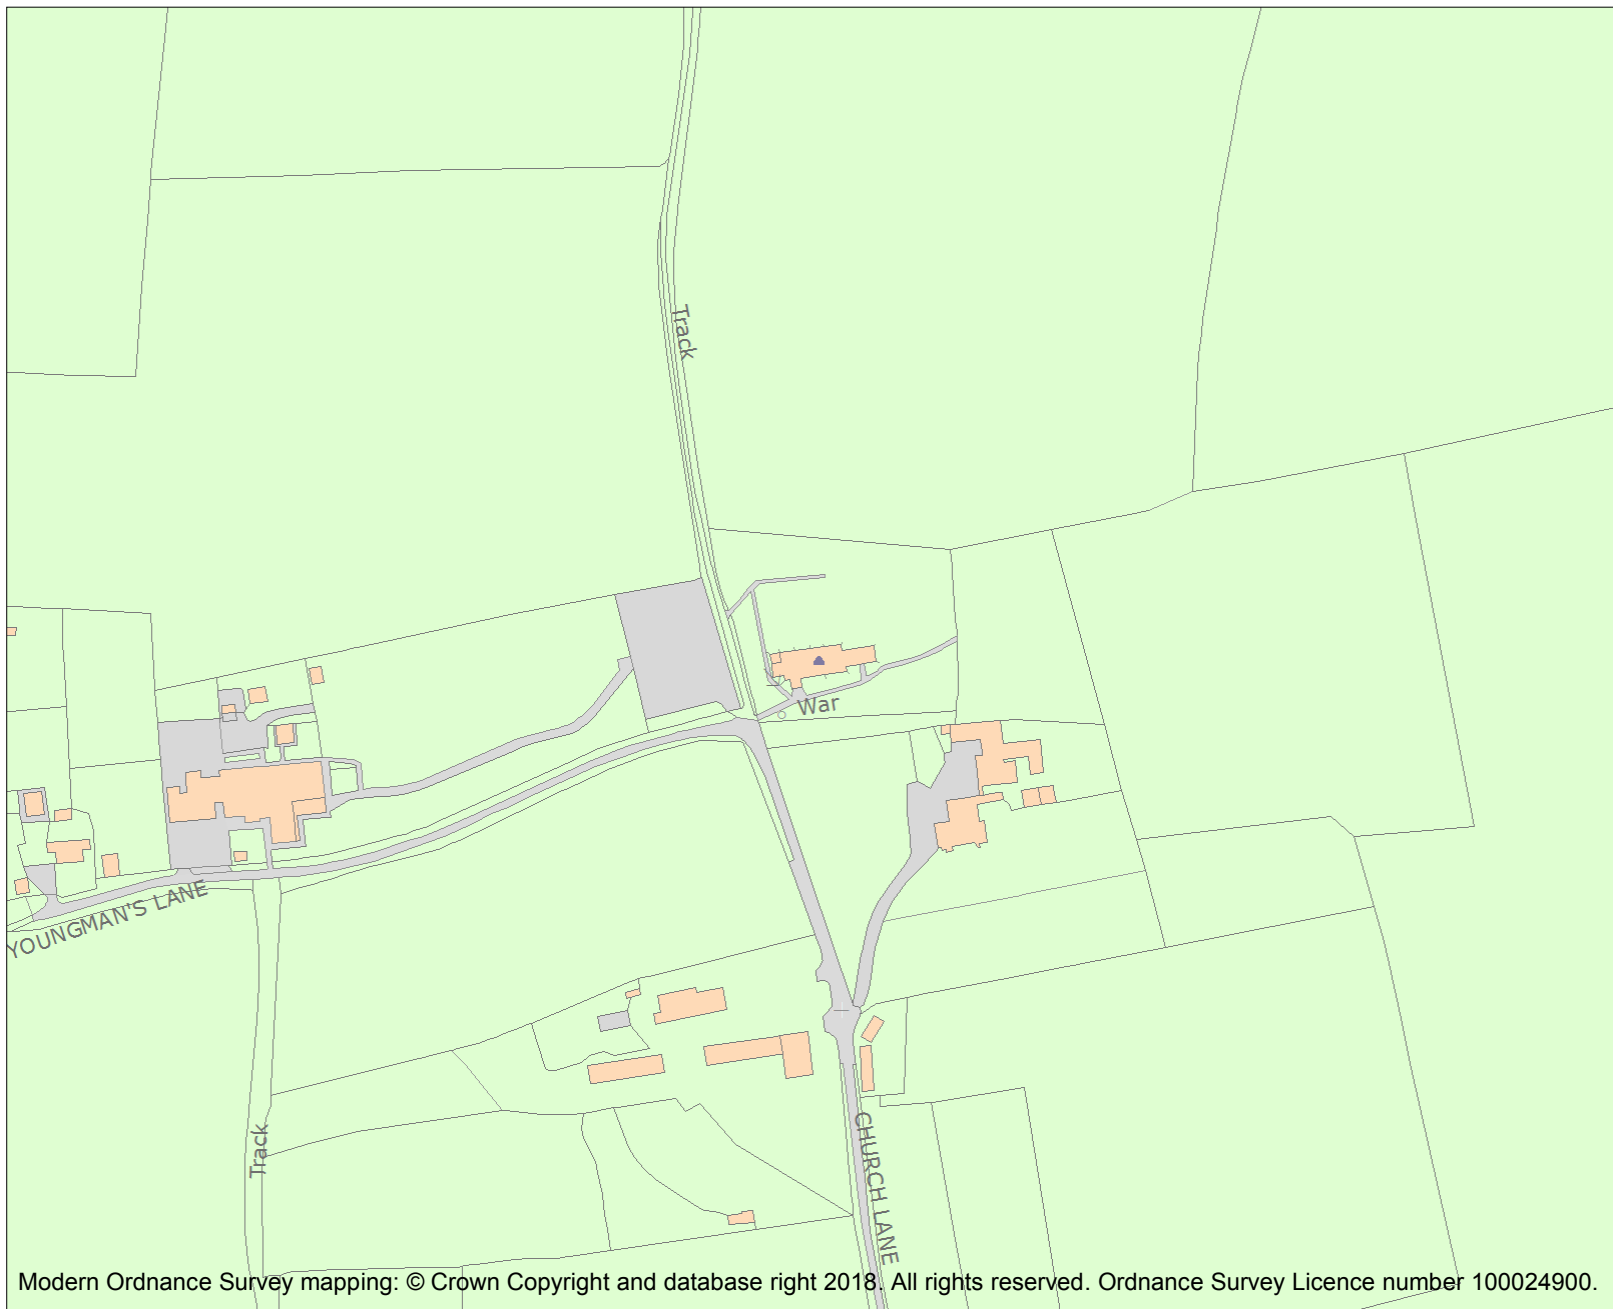 Track
War
YOUNGMAN'S LANE
Track
CHURCH LANE
Modern Ordnance Survey mapping: © Crown Copyright and database right 2018. All rights reserved. Ordnance Survey Licence number 100024900.